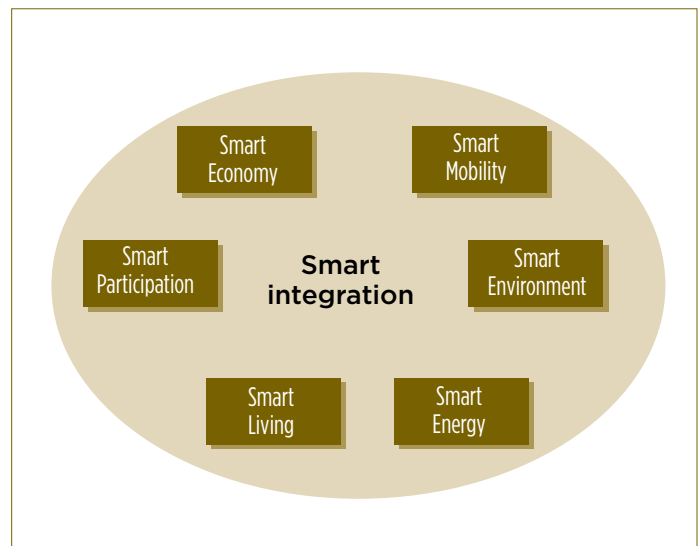 Smart
Economy
Smart
Mobility
Smart
Participation
Smart
integration
Smart
Environment
Smart
Living
Smart
Energy